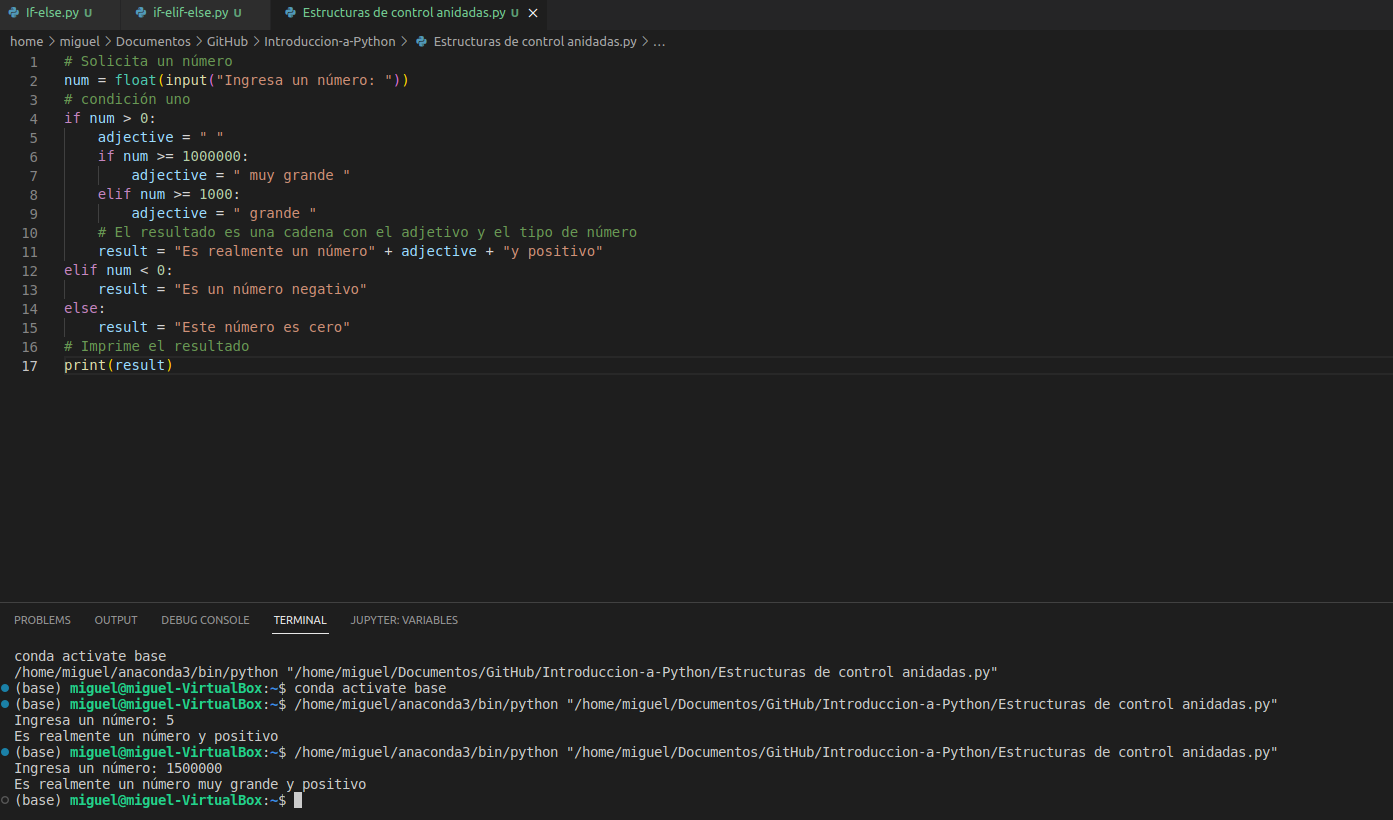 If-else.py U if-elif-else.py U Estructuras de control anidadas.py U
home > miguel > Documentos > GitHub > Introduccion-a-Python > Estructuras de control anidadas.py > ...
1 # Solicita un número
2 num = float(input("Ingresa un número: "))
3 # condición uno
4 if num > 0:
5     adjective = " "
6     if num >= 1000000:
7         adjective = " muy grande "
8     elif num >= 1000:
9         adjective = " grande "
10     # El resultado es una cadena con el adjetivo y el tipo de número
11     result = "Es realmente un número" + adjective + "y positivo"
12 elif num < 0:
13     result = "Es un número negativo"
14 else:
15     result = "Este número es cero"
16 # Imprime el resultado
17 print(result)
PROBLEMS OUTPUT DEBUG CONSOLE TERMINAL JUPYTER: VARIABLES
conda activate base
/home/miguel/anaconda3/bin/python "/home/miguel/Documentos/GitHub/Introduccion-a-Python/Estructuras de control anidadas.py"
(base) miguel@miguel-VirtualBox:~$ conda activate base
(base) miguel@miguel-VirtualBox:~$ /home/miguel/anaconda3/bin/python "/home/miguel/Documentos/GitHub/Introduccion-a-Python/Estructuras de control anidadas.py"
Ingresa un número: 5
Es realmente un número y positivo
(base) miguel@miguel-VirtualBox:~$ /home/miguel/anaconda3/bin/python "/home/miguel/Documentos/GitHub/Introduccion-a-Python/Estructuras de control anidadas.py"
Ingresa un número: 1500000
Es realmente un número muy grande y positivo
(base) miguel@miguel-VirtualBox:~$